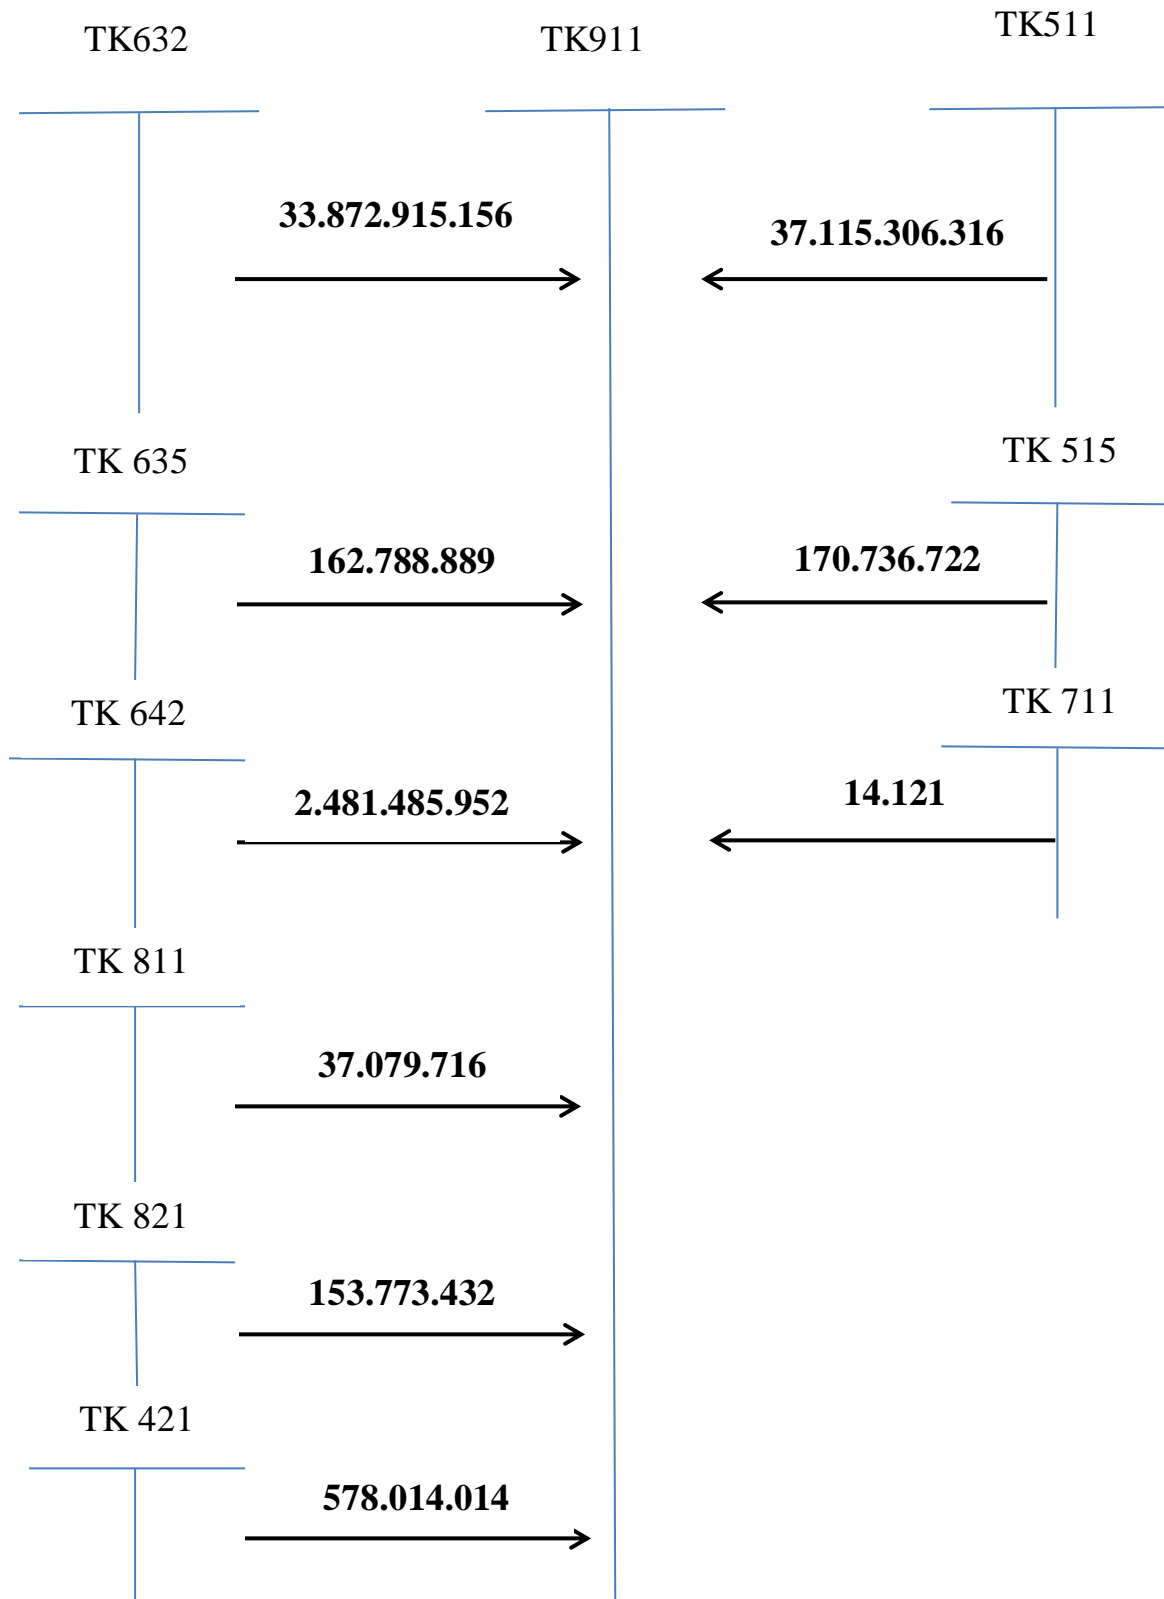 TK632
TK911
TK511
33.872.915.156
37.115.306.316
TK 635
TK 515
162.788.889
170.736.722
TK 642
TK 711
2.481.485.952
14.121
TK 811
37.079.716
TK 821
153.773.432
TK 421
578.014.014